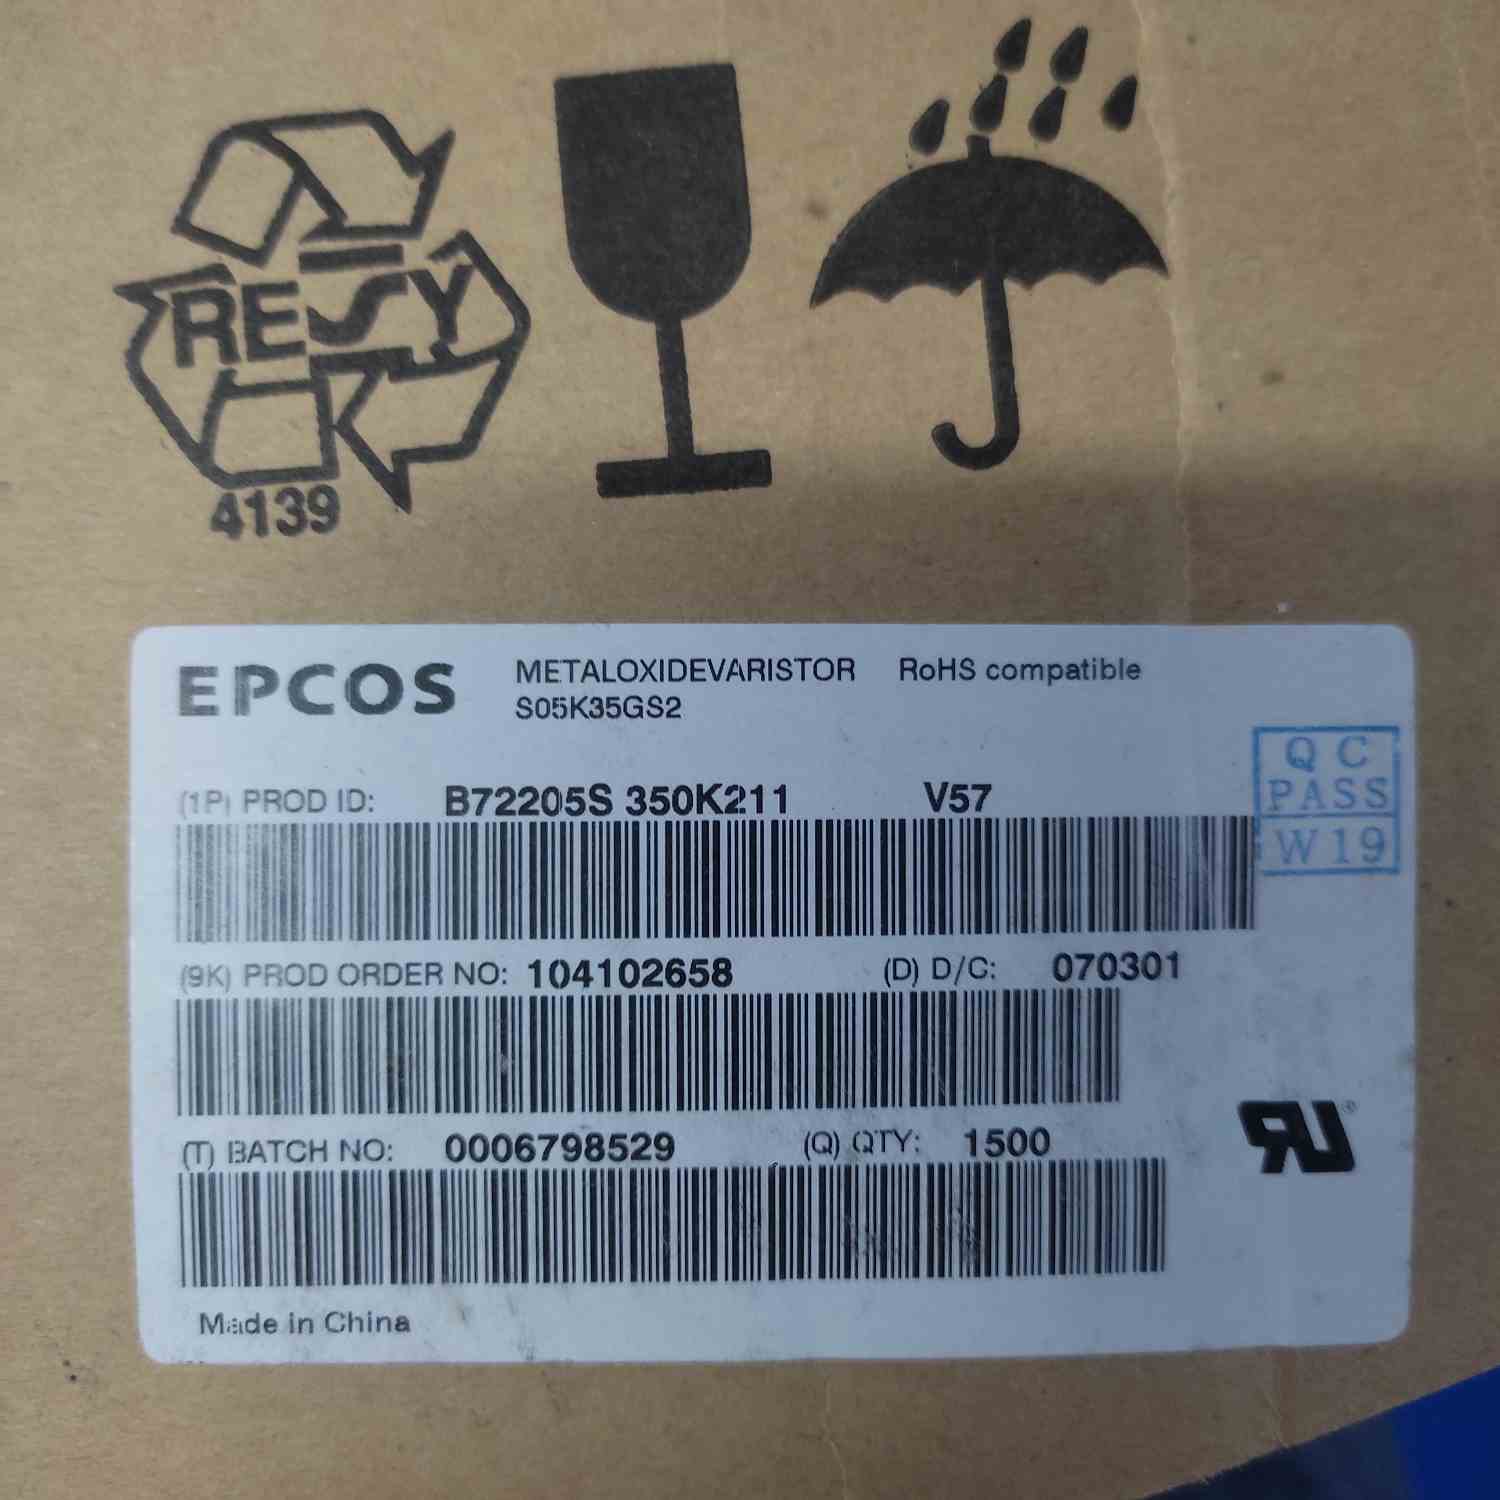 RESY
4139
EPCOS METALOXIDEVARISTOR RoHS compatible
S05K35GS2
QC
PASS
W19
(1P) PROD ID: B72205S 350K211 V57
(9K) PROD ORDER NO: 104102658 (D) D/C: 070301
(T) BATCH NO: 0006798529 (Q) QTY: 1500
RU®
Made in China